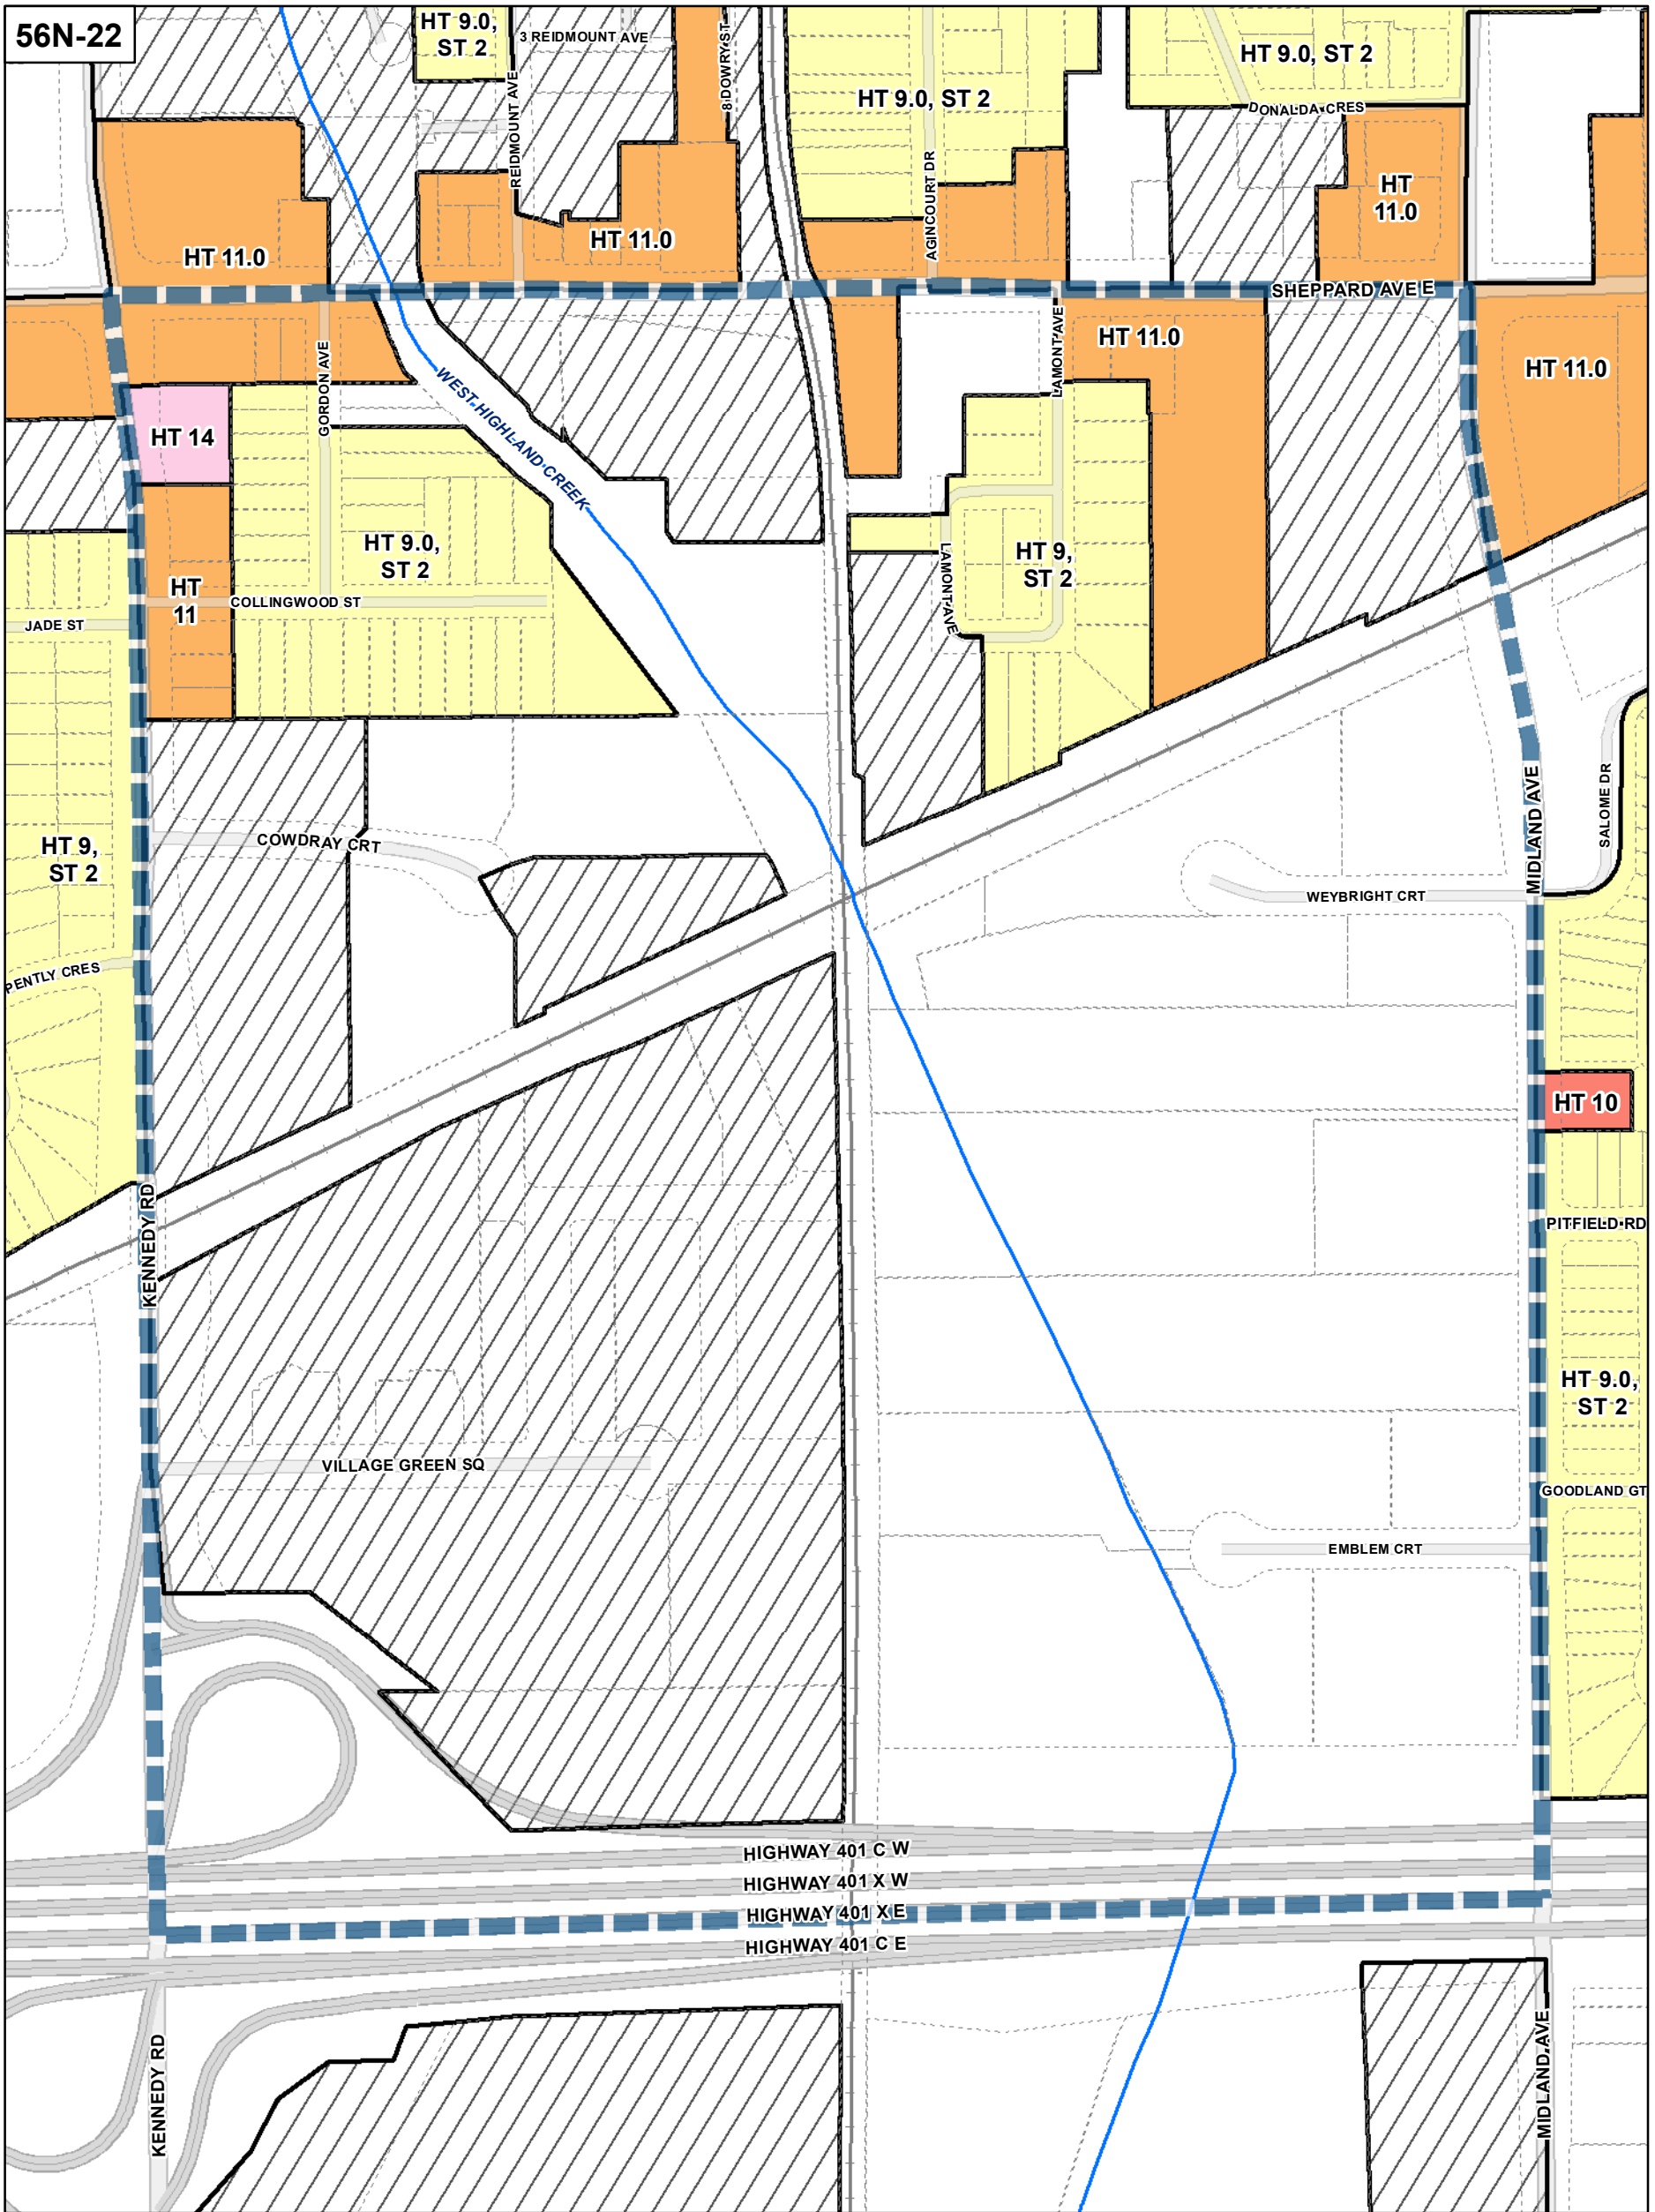 56N-22
HT 9.0,
ST 2
3 REIDMOUNT AVE
REIDMOUNT AVE
8 DOWRY ST
HT 9.0, ST 2
AGINCOURT DR
HT 9.0, ST 2
DONALDA CRES
HT
11.0
HT 11.0
HT 11.0
SHEPPARD AVE E
HT 11.0
HT 11.0
LAMONT AVE
GORDON AVE
WEST HIGHLAND CREEK
HT 14
HT 9.0,
ST 2
HT
11
COLLINGWOOD ST
JADE ST
HT 9,
ST 2
LAMONT AVE
HT 9,
ST 2
COWDRAY CRT
MIDLAND AVE
SALOME DR
WEYBRIGHT CRT
PENTLY CRES
HT 10
KENNEDY RD
PITFIELD RD
HT 9.0,
ST 2
VILLAGE GREEN SQ
GOODLAND GT
EMBLEM CRT
HIGHWAY 401 C W
HIGHWAY 401 X W
HIGHWAY 401 X E
HIGHWAY 401 C E
KENNEDY RD
MIDLAND AVE